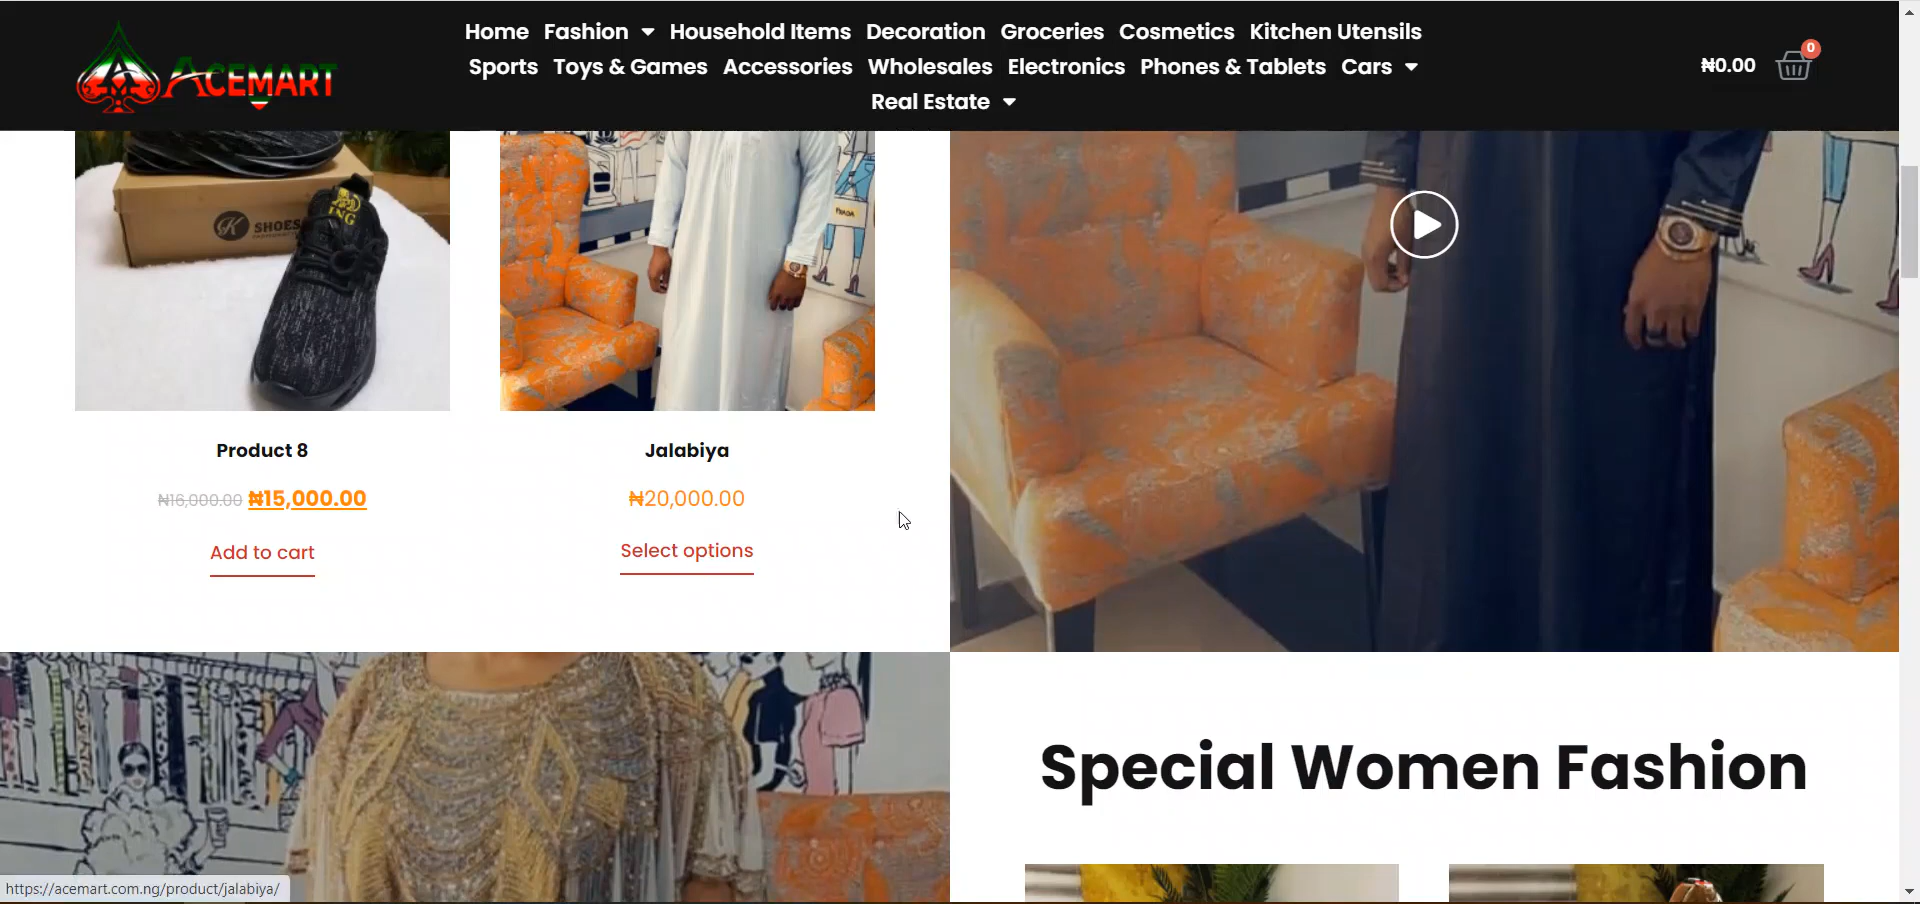 ACEMART
Home Fashion Household Items Decoration Groceries Cosmetics Kitchen Utensils
Sports Toys & Games Accessories Wholesales Electronics Phones & Tablets Cars
Real Estate
₦0.00
0
SHOES
PRADA
Product 8
₦16,000.00 ₦15,000.00
Add to cart
Jalabiya
₦20,000.00
Select options
Special Women Fashion
https://acemart.com.ng/product/jalabiya/